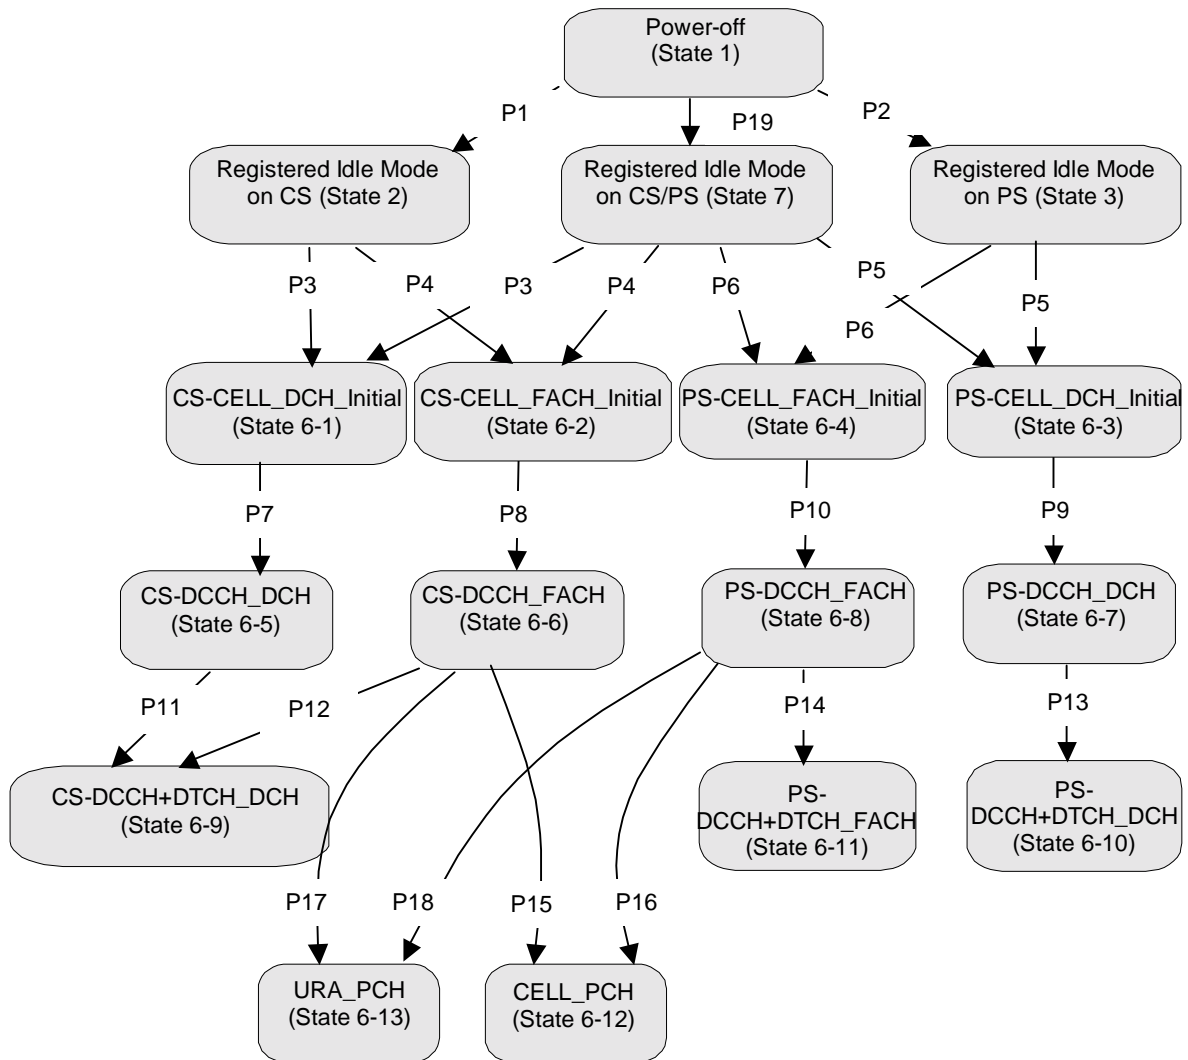 Power-off
(State 1)
P1
P19
P2
Registered Idle Mode
on CS (State 2)
Registered Idle Mode
on CS/PS (State 7)
Registered Idle Mode
on PS (State 3)
P3
P4
P3
P4
P6
P5
P6
P5
CS-CELL_DCH_Initial
(State 6-1)
CS-CELL_FACH_Initial
(State 6-2)
PS-CELL_FACH_Initial
(State 6-4)
PS-CELL_DCH_Initial
(State 6-3)
P7
P8
P10
P9
CS-DCCH_DCH
(State 6-5)
CS-DCCH_FACH
(State 6-6)
PS-DCCH_FACH
(State 6-8)
PS-DCCH_DCH
(State 6-7)
P11
P12
P14
P13
CS-DCCH+DTCH_DCH
(State 6-9)
PS-
DCCH+DTCH_FACH
(State 6-11)
PS-
DCCH+DTCH_DCH
(State 6-10)
P17
P18
P15
P16
URA_PCH
(State 6-13)
CELL_PCH
(State 6-12)